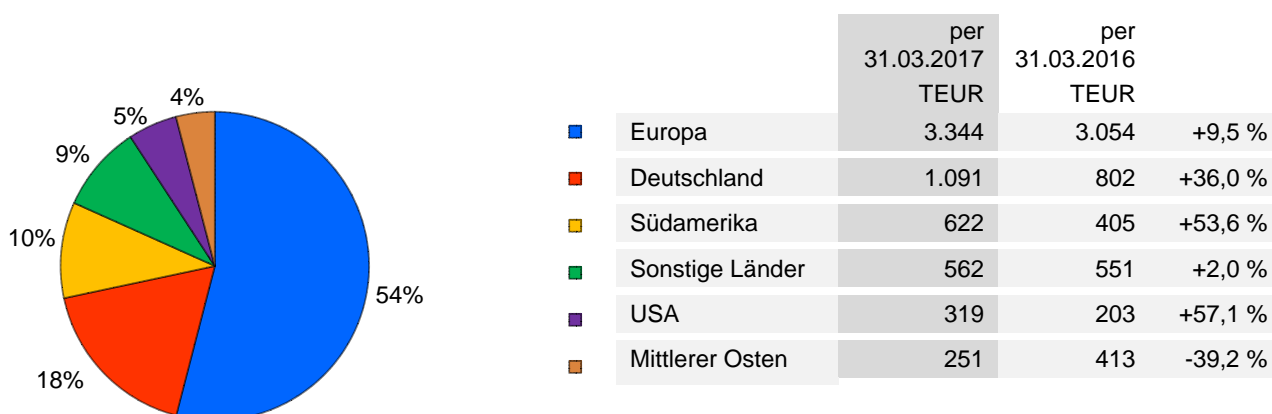 per per
31.03.2017 31.03.2016
TEUR TEUR
Europa 3.344 3.054 +9,5 %
Deutschland 1.091 802 +36,0 %
Südamerika 622 405 +53,6 %
Sonstige Länder 562 551 +2,0 %
USA 319 203 +57,1 %
Mittlerer Osten 251 413 -39,2 %
4%
5%
9%
10%
54%
18%